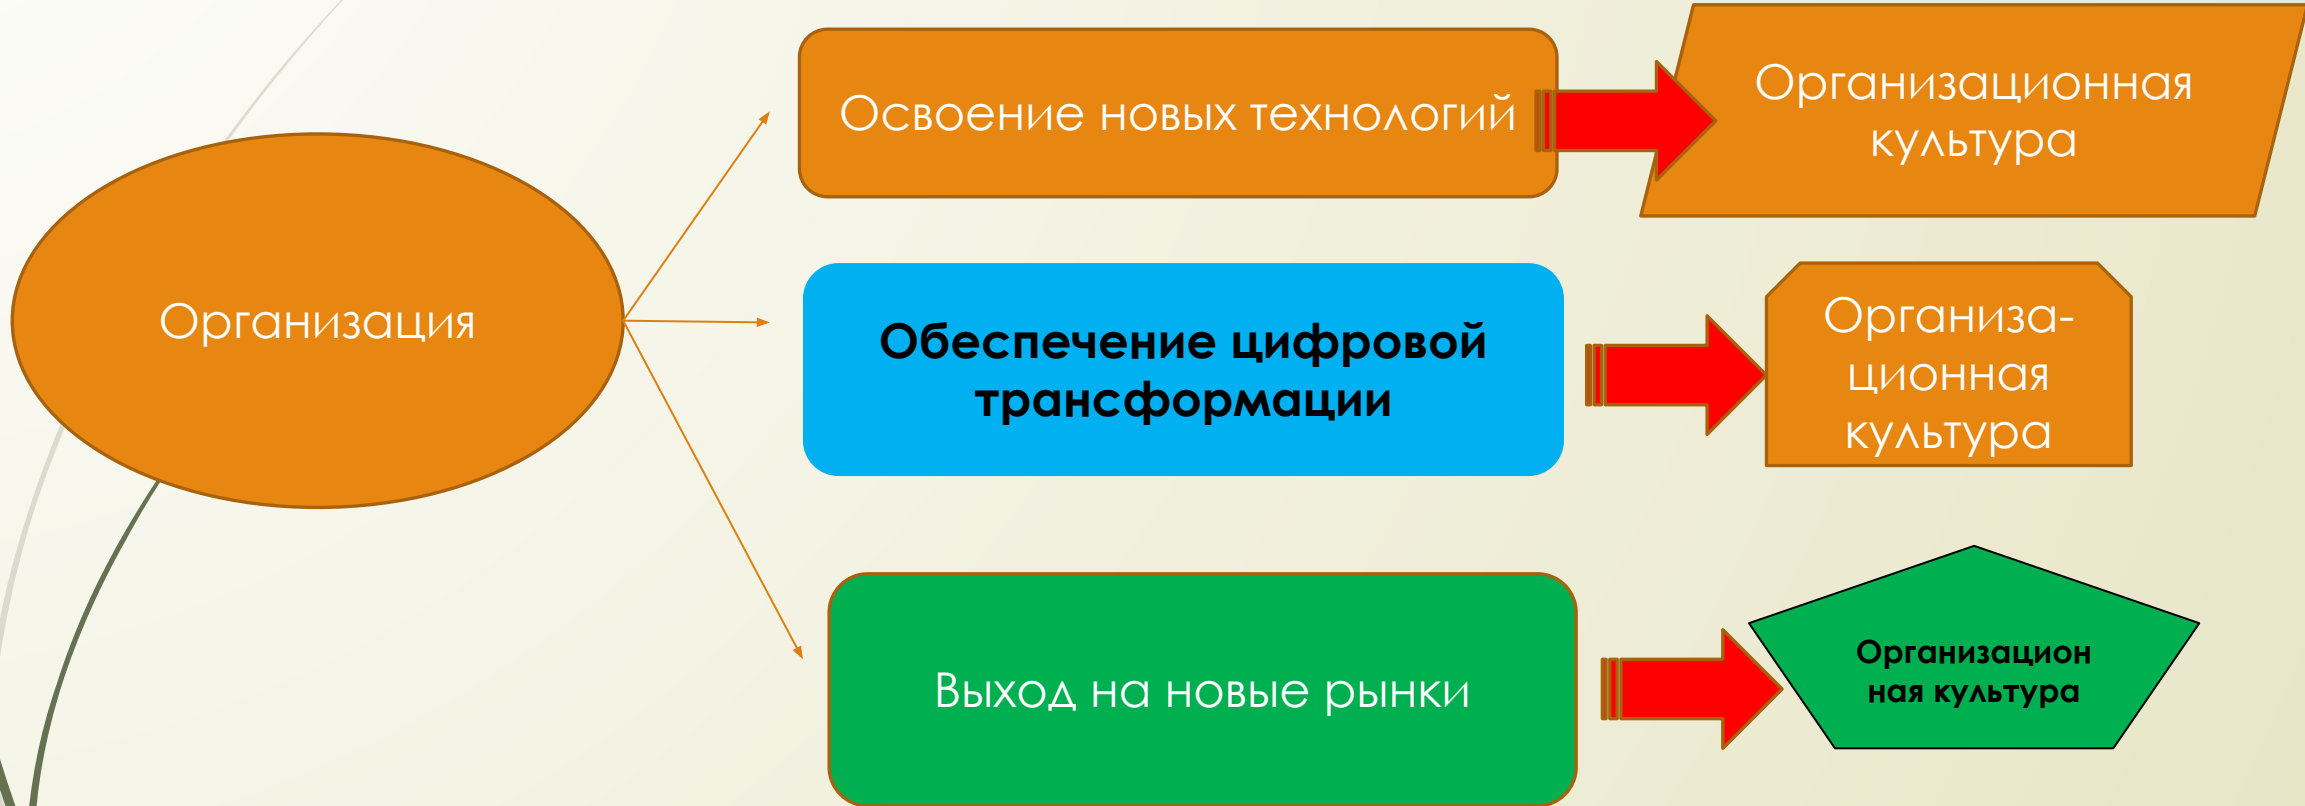 Организация
Освоение новых технологий
Организационная
культура
Обеспечение цифровой
трансформации
Организа-
ционная
культура
Выход на новые рынки
Организацион
ная культура